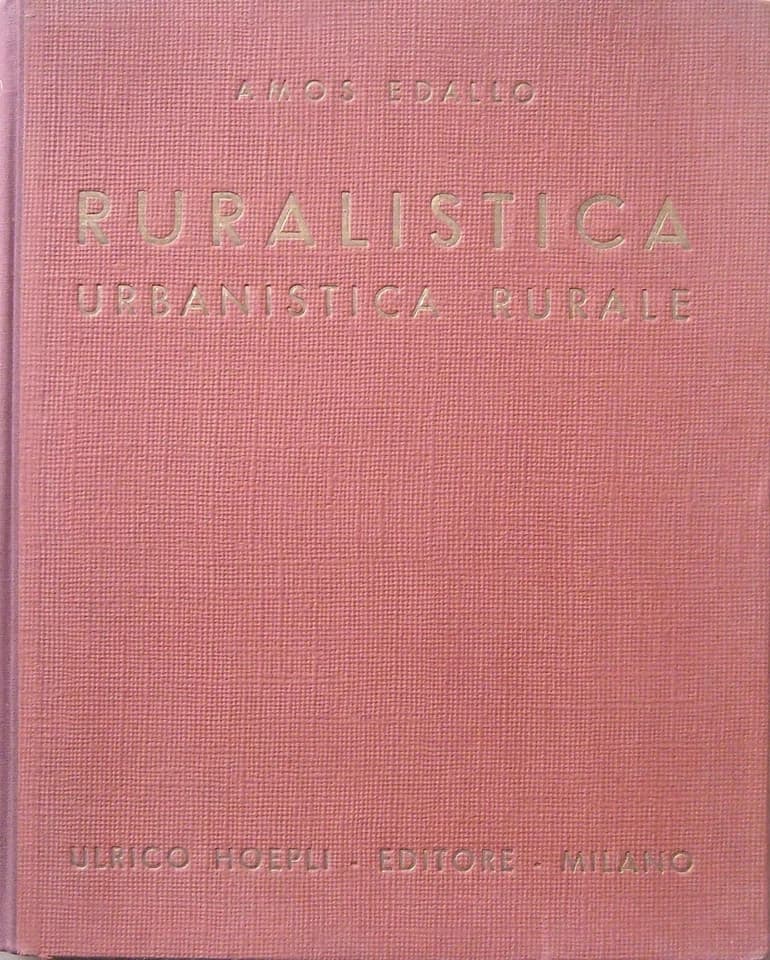 AMOS EDALLO
RURALISTICA
URBANISTICA RURALE
ULRICO HOEPLI - EDITORE - MILANO